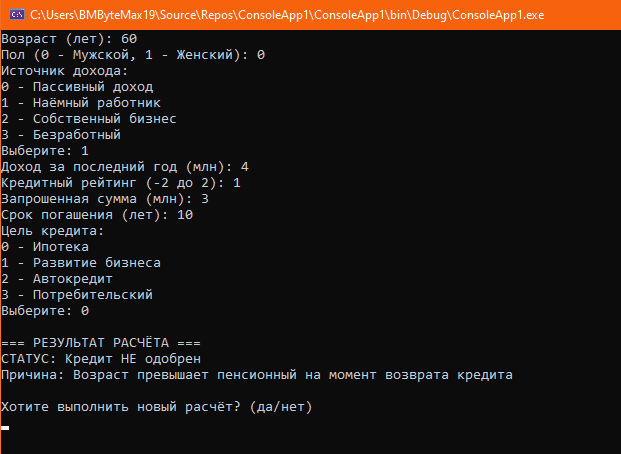 C:\Users\BMByteMax19\Source\Repos\ConsoleApp1\ConsoleApp1\bin\Debug\ConsoleApp1.exe
Возраст (лет): 60
Пол (0 - Мужской, 1 - Женский): 0
Источник дохода:
0 - Пассивный доход
1 - Наёмный работник
2 - Собственный бизнес
3 - Безработный
Выберите: 1
Доход за последний год (млн): 4
Кредитный рейтинг (-2 до 2): 1
Запрошенная сумма (млн): 3
Срок погашения (лет): 10
Цель кредита:
0 - Ипотека
1 - Развитие бизнеса
2 - Автокредит
3 - Потребительский
Выберите: 0
=== РЕЗУЛЬТАТ РАСЧЁТА ===
СТАТУС: Кредит НЕ одобрен
Причина: Возраст превышает пенсионный на момент возврата кредита
Хотите выполнить новый расчёт? (да/нет)